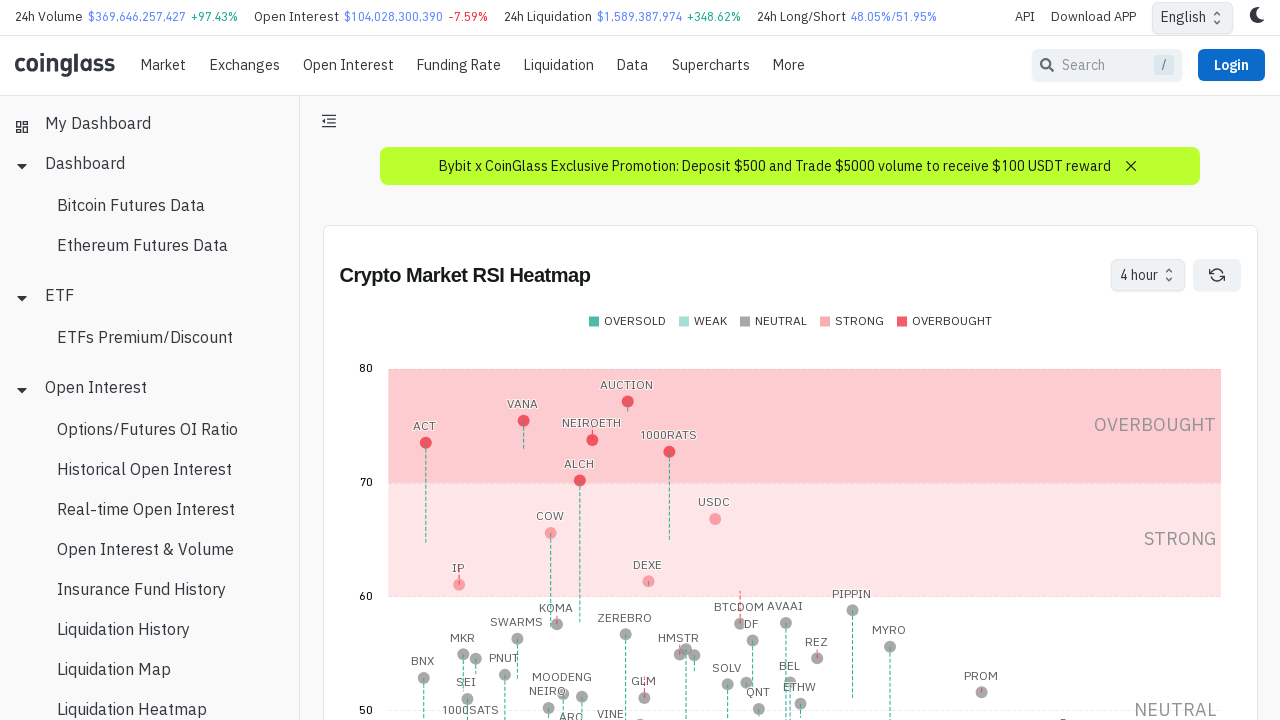 24h Volume $369,646,257,427 +97.43% Open Interest $104,028,300,390 -7.59% 24h Liquidation $1,589,387,974 +348.62% 24h Long/Short 48.05%/51.95% API Download APP English
coinglass Market Exchanges Open Interest Funding Rate Liquidation Data Supercharts More Search / Login
My Dashboard
Dashboard
Bitcoin Futures Data
Ethereum Futures Data
ETF
ETFs Premium/Discount
Open Interest
Options/Futures OI Ratio
Historical Open Interest
Real-time Open Interest
Open Interest & Volume
Insurance Fund History
Liquidation History
Liquidation Map
Liquidation Heatmap
Bybit x CoinGlass Exclusive Promotion: Deposit $500 and Trade $5000 volume to receive $100 USDT reward
Crypto Market RSI Heatmap
4 hour
OVERSOLD WEAK NEUTRAL STRONG OVERBOUGHT
80
AUCTION
VANA
ACT
NEIROETH
OVERBOUGHT
1000RATS
ALCH
70
USDC
COW
STRONG
DEXE
IP
60
PIPPIN
KOMA
BTCDOM
AVAAI
ZEREBRO
SWARMS
DF
MKR
HMSTR
MYRO
REZ
BNX
PNUT
SOLV
BEL
MOODENG
PROM
SEI
GLM
NEIRO
QNT
ETHW
1000SATS
VINE
ARC
50
NEUTRAL